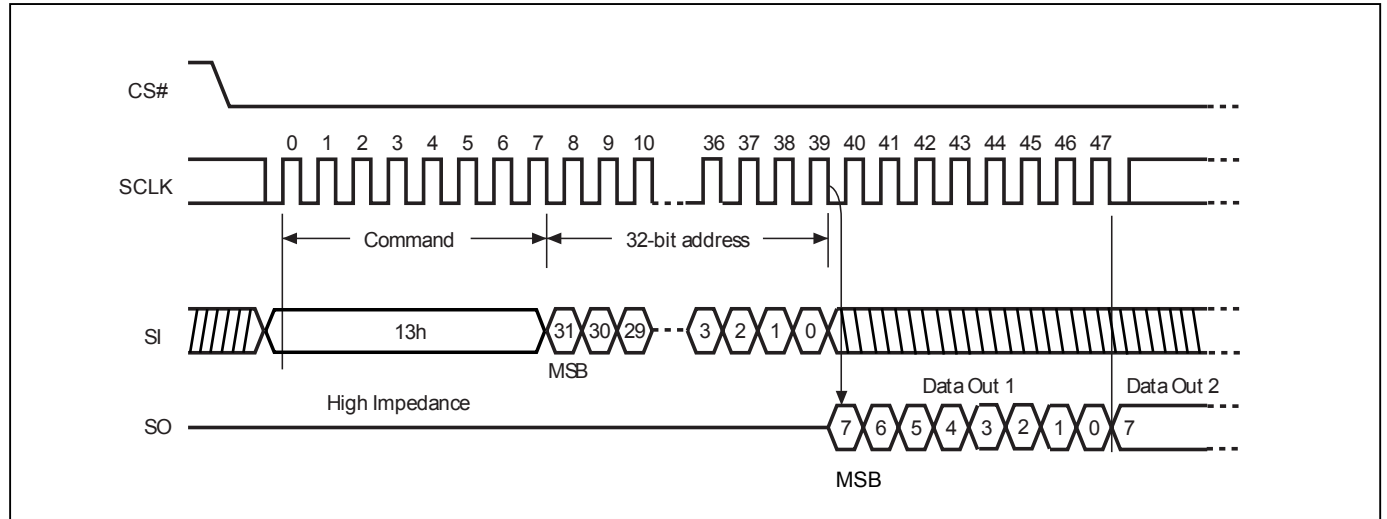 CS#
0 1 2 3 4 5 6 7 8 9 10 36 37 38 39 40 41 42 43 44 45 46 47
SCLK
Command 32-bit address
SI 13h 31 30 29 3 2 1 0
MSB
High Impedance Data Out 1 Data Out 2
SO 7 6 5 4 3 2 1 0 7
MSB